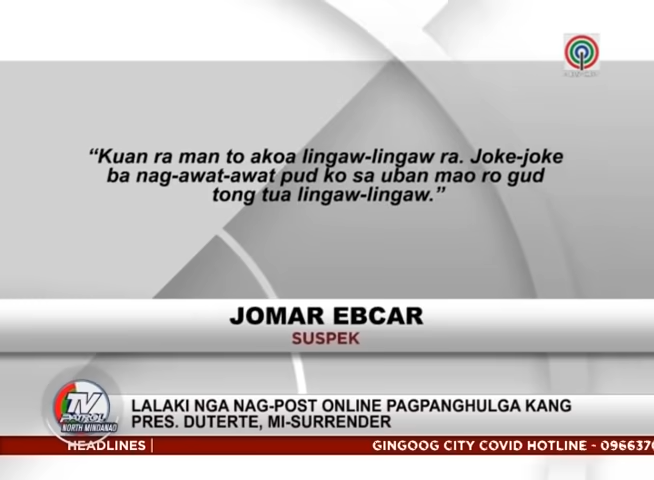 “Kuan ra man to akoa lingaw-lingaw ra. Joke-joke
ba nag-awat-awat pud ko sa uban mao ro gud
tong tua lingaw-lingaw.”
JOMAR EBCAR
SUSPEK
TV
PATROL
NORTH MINDANAO
LALAKI NGA NAG-POST ONLINE PAGPANGHULGA KANG
PRES. DUTERTE, MI-SURRENDER
HEADLINES |
GINGOOG CITY COVID HOTLINE - 0966370